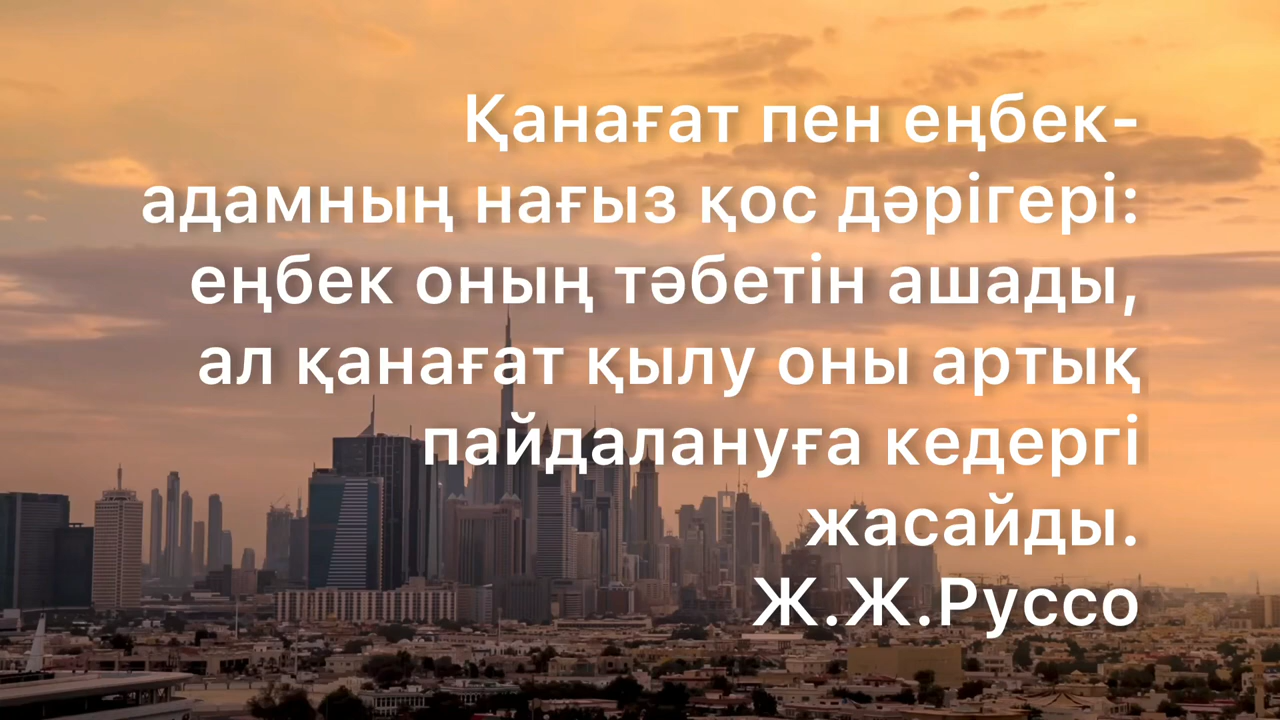 Қанағат пен еңбек-
адамның нағыз қос дәрігері:
еңбек оның тәбетін ашады,
ал қанағат қылу оны артық
пайдалануға кедергі
жасайды.
Ж.Ж.Руссо